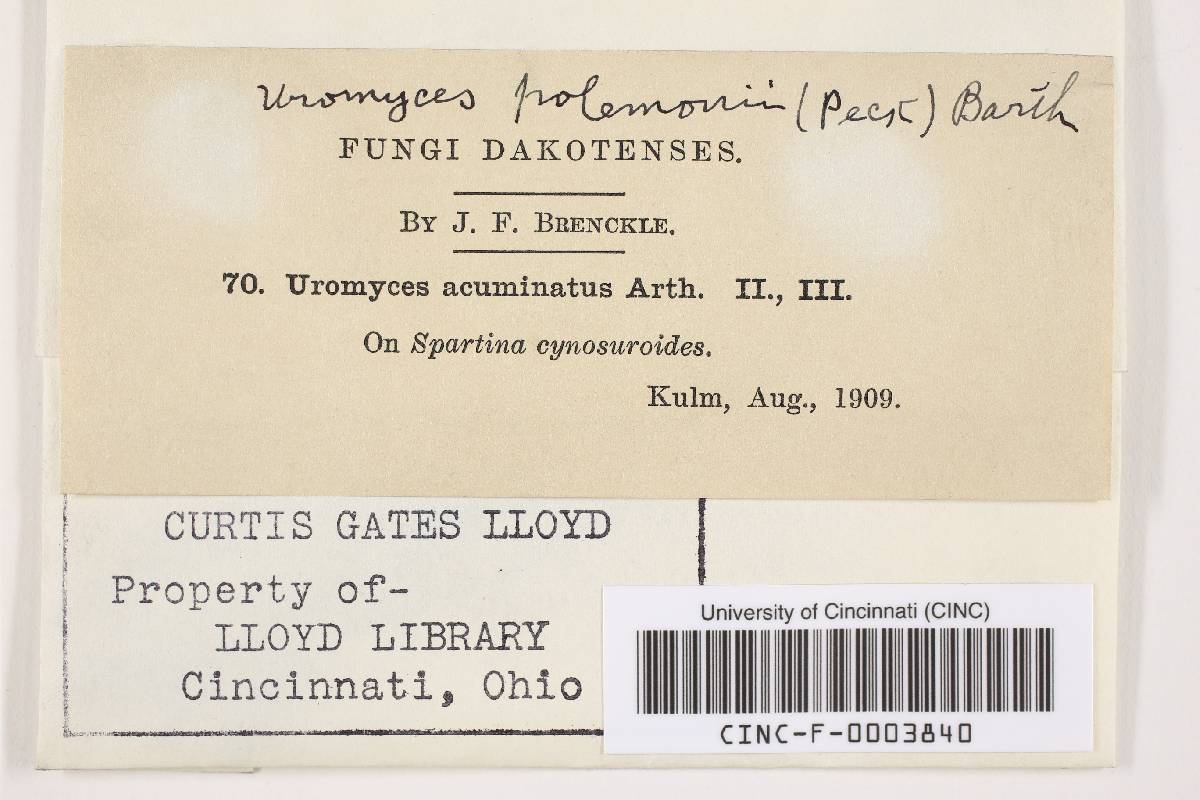 Uromyces polemonii (Peck) Barth
FUNGI DAKOTENSES.
BY J. F. BRENCKLE.
70. Uromyces acuminatus Arth. II., III.
On Spartina cynosuroides.
Kulm, Aug., 1909.
CURTIS GATES LLOYD
Property of-
LLOYD LIBRARY
Cincinnati, Ohio
University of Cincinnati (CINC)
CINC-F-0003840